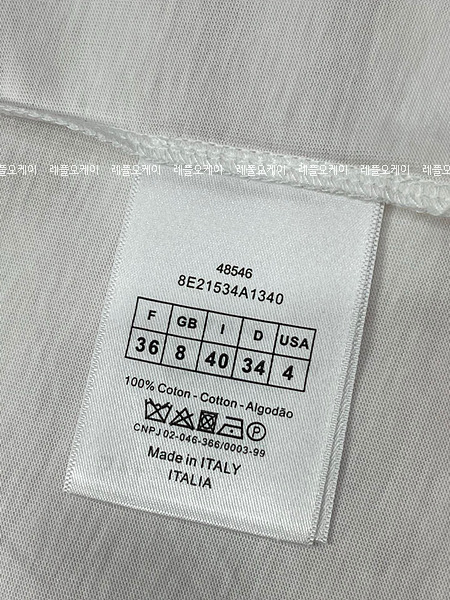 레플오케이 레플오케이 레플오케이 레플오케이 레플오케이 레플오
48546
8E21534A1340
F GB I D USA
36 8 40 34 4
100% Coton - Cotton - Algodão
P
CNPJ 02-046-366/0003-99
Made in ITALY
ITALIA